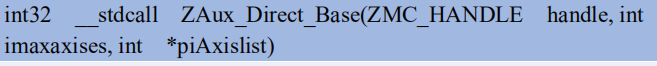 int32 __stdcall ZAux_Direct_Base(ZMC_HANDLE handle, int
imaxaxises, int *piAxislist)